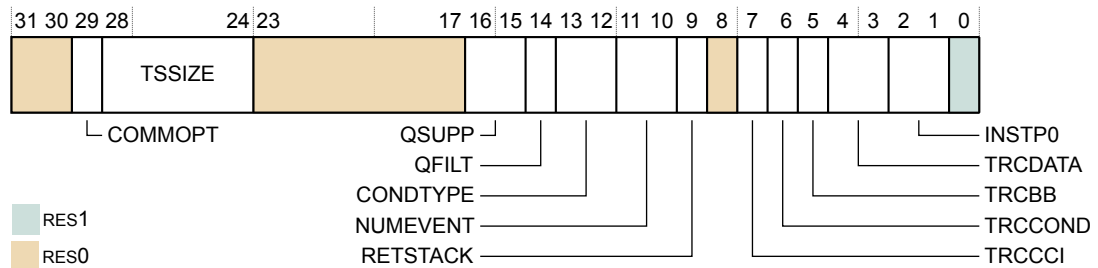 31 30 29 28 24 23 17 16 15 14 13 12 11 10 9 8 7 6 5 4 3 2 1 0
TSSIZE
COMMOPT QSUPP INSTP0
QFILT TRCDATA
CONDTYPE TRCBB
RES1 NUMEVENT TRCCOND
RES0 RETSTACK TRCCCI